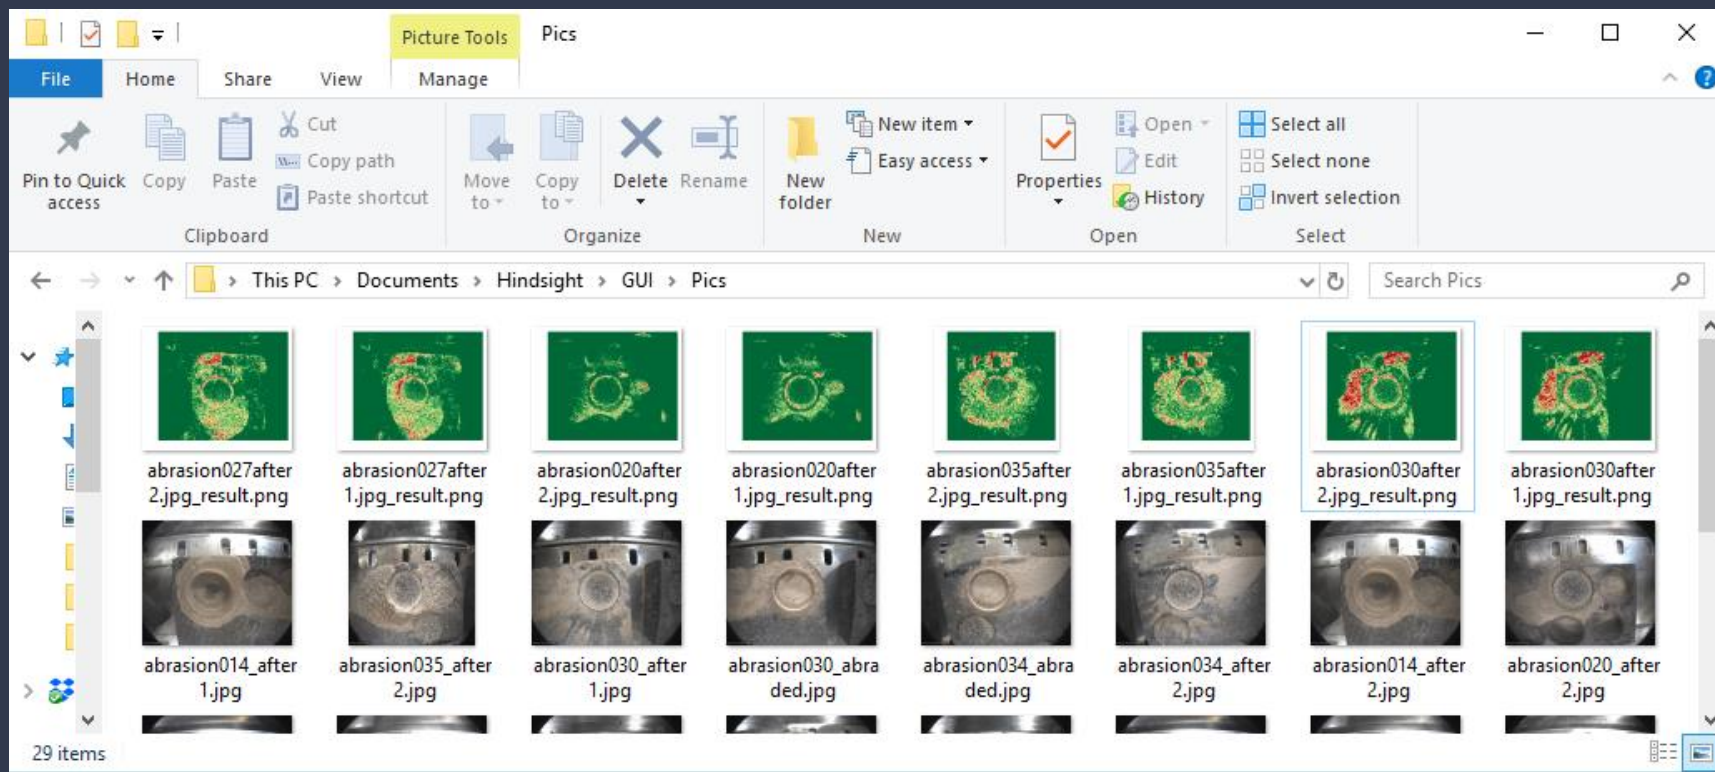 Picture Tools Pics
File Home Share View Manage
Pin to Quick access
Copy
Paste
Cut
Copy path
Paste shortcut
Clipboard
Move to
Copy to
Delete
Rename
Organize
New folder
New item
Easy access
New
Properties
Open
Edit
History
Open
Select all
Select none
Invert selection
Select
This PC > Documents > Hindsight > GUI > Pics
Search Pics
abrasion027after
2.jpg_result.png
abrasion027after
1.jpg_result.png
abrasion020after
2.jpg_result.png
abrasion020after
1.jpg_result.png
abrasion035after
2.jpg_result.png
abrasion035after
1.jpg_result.png
abrasion030after
2.jpg_result.png
abrasion030after
1.jpg_result.png
abrasion014_after
1.jpg
abrasion035_after
2.jpg
abrasion030_after
1.jpg
abrasion030_abra
ded.jpg
abrasion034_abra
ded.jpg
abrasion034_after
2.jpg
abrasion014_after
2.jpg
abrasion020_after
2.jpg
29 items